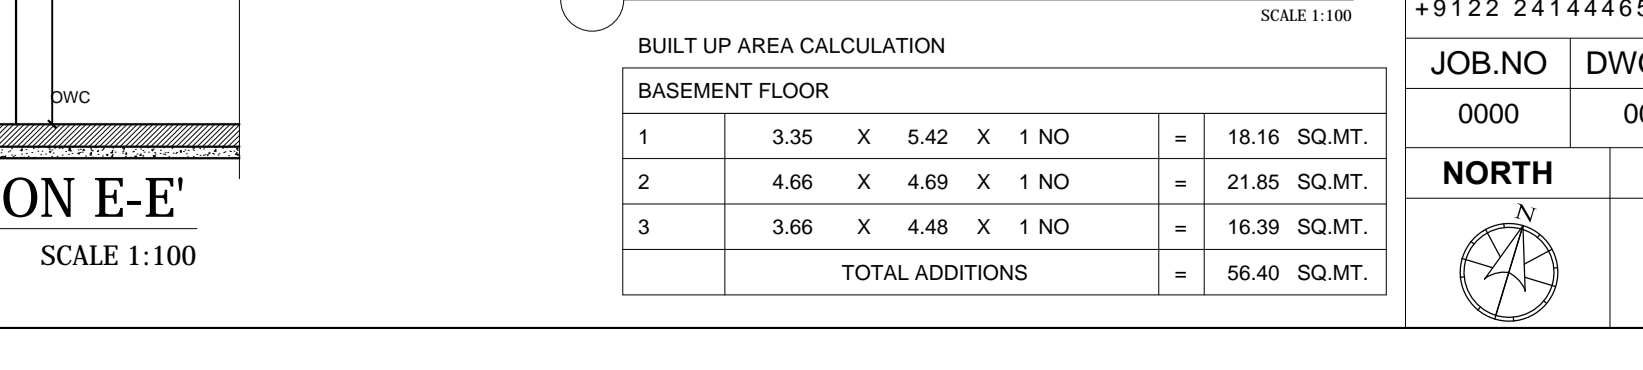 SCALE 1:100
+9122 2414446
BUILT UP AREA CALCULATION
JOB.NO
BASEMENT FLOOR
OWC
0000
1 3.35 X 5.42 X 1 NO = 18.16 SQ.MT.
2 4.66 X 4.69 X 1 NO = 21.85 SQ.MT.
NORTH
ON E-E'
3 3.66 X 4.48 X 1 NO = 16.39 SQ.MT.
N
SCALE 1:100
TOTAL ADDITIONS = 56.40 SQ.MT.